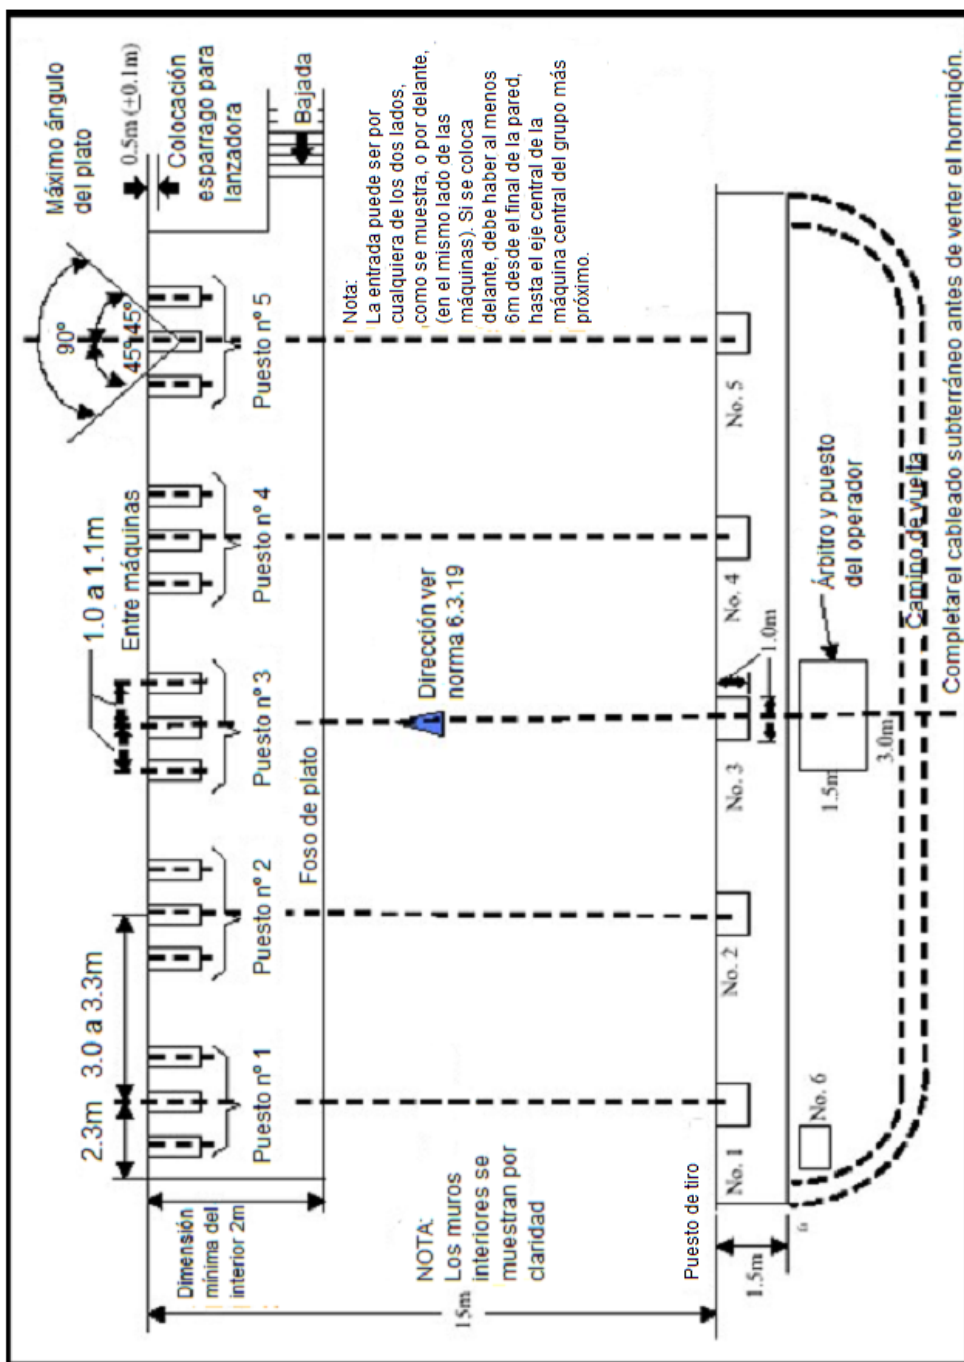 Máximo ángulo
del plato
0.5m (±0.1m)
Colocación
esparrago para
lanzadora
Bajada
90º
45º
45º
1.0 a 1.1m
Entre máquinas
3.0 a 3.3m
2.3m
Puesto nº 1
Puesto nº 2
Puesto nº 3
Puesto nº 4
Puesto nº 5
Foso de plato
Dimensión
mínima del
interior 2m
Nota:
La entrada puede ser por
cualquiera de los dos lados,
como se muestra, o por delante,
(en el mismo lado de las
máquinas). Si se coloca
delante, debe haber al menos
6m desde el final de la pared,
hasta el eje central de la
máquina central del grupo más
próximo.
Dirección ver
norma 6.3.19
NOTA:
Los muros
interiores se
muestran por
claridad
15m
Puesto de tiro
No. 1
No. 2
No. 3
No. 4
No. 5
1.0m
1.5m
No. 6
1.5m
3.0m
Árbitro y puesto
del operador
Camino de vuelta
Completar el cableado subterráneo antes de verter el hormigón.